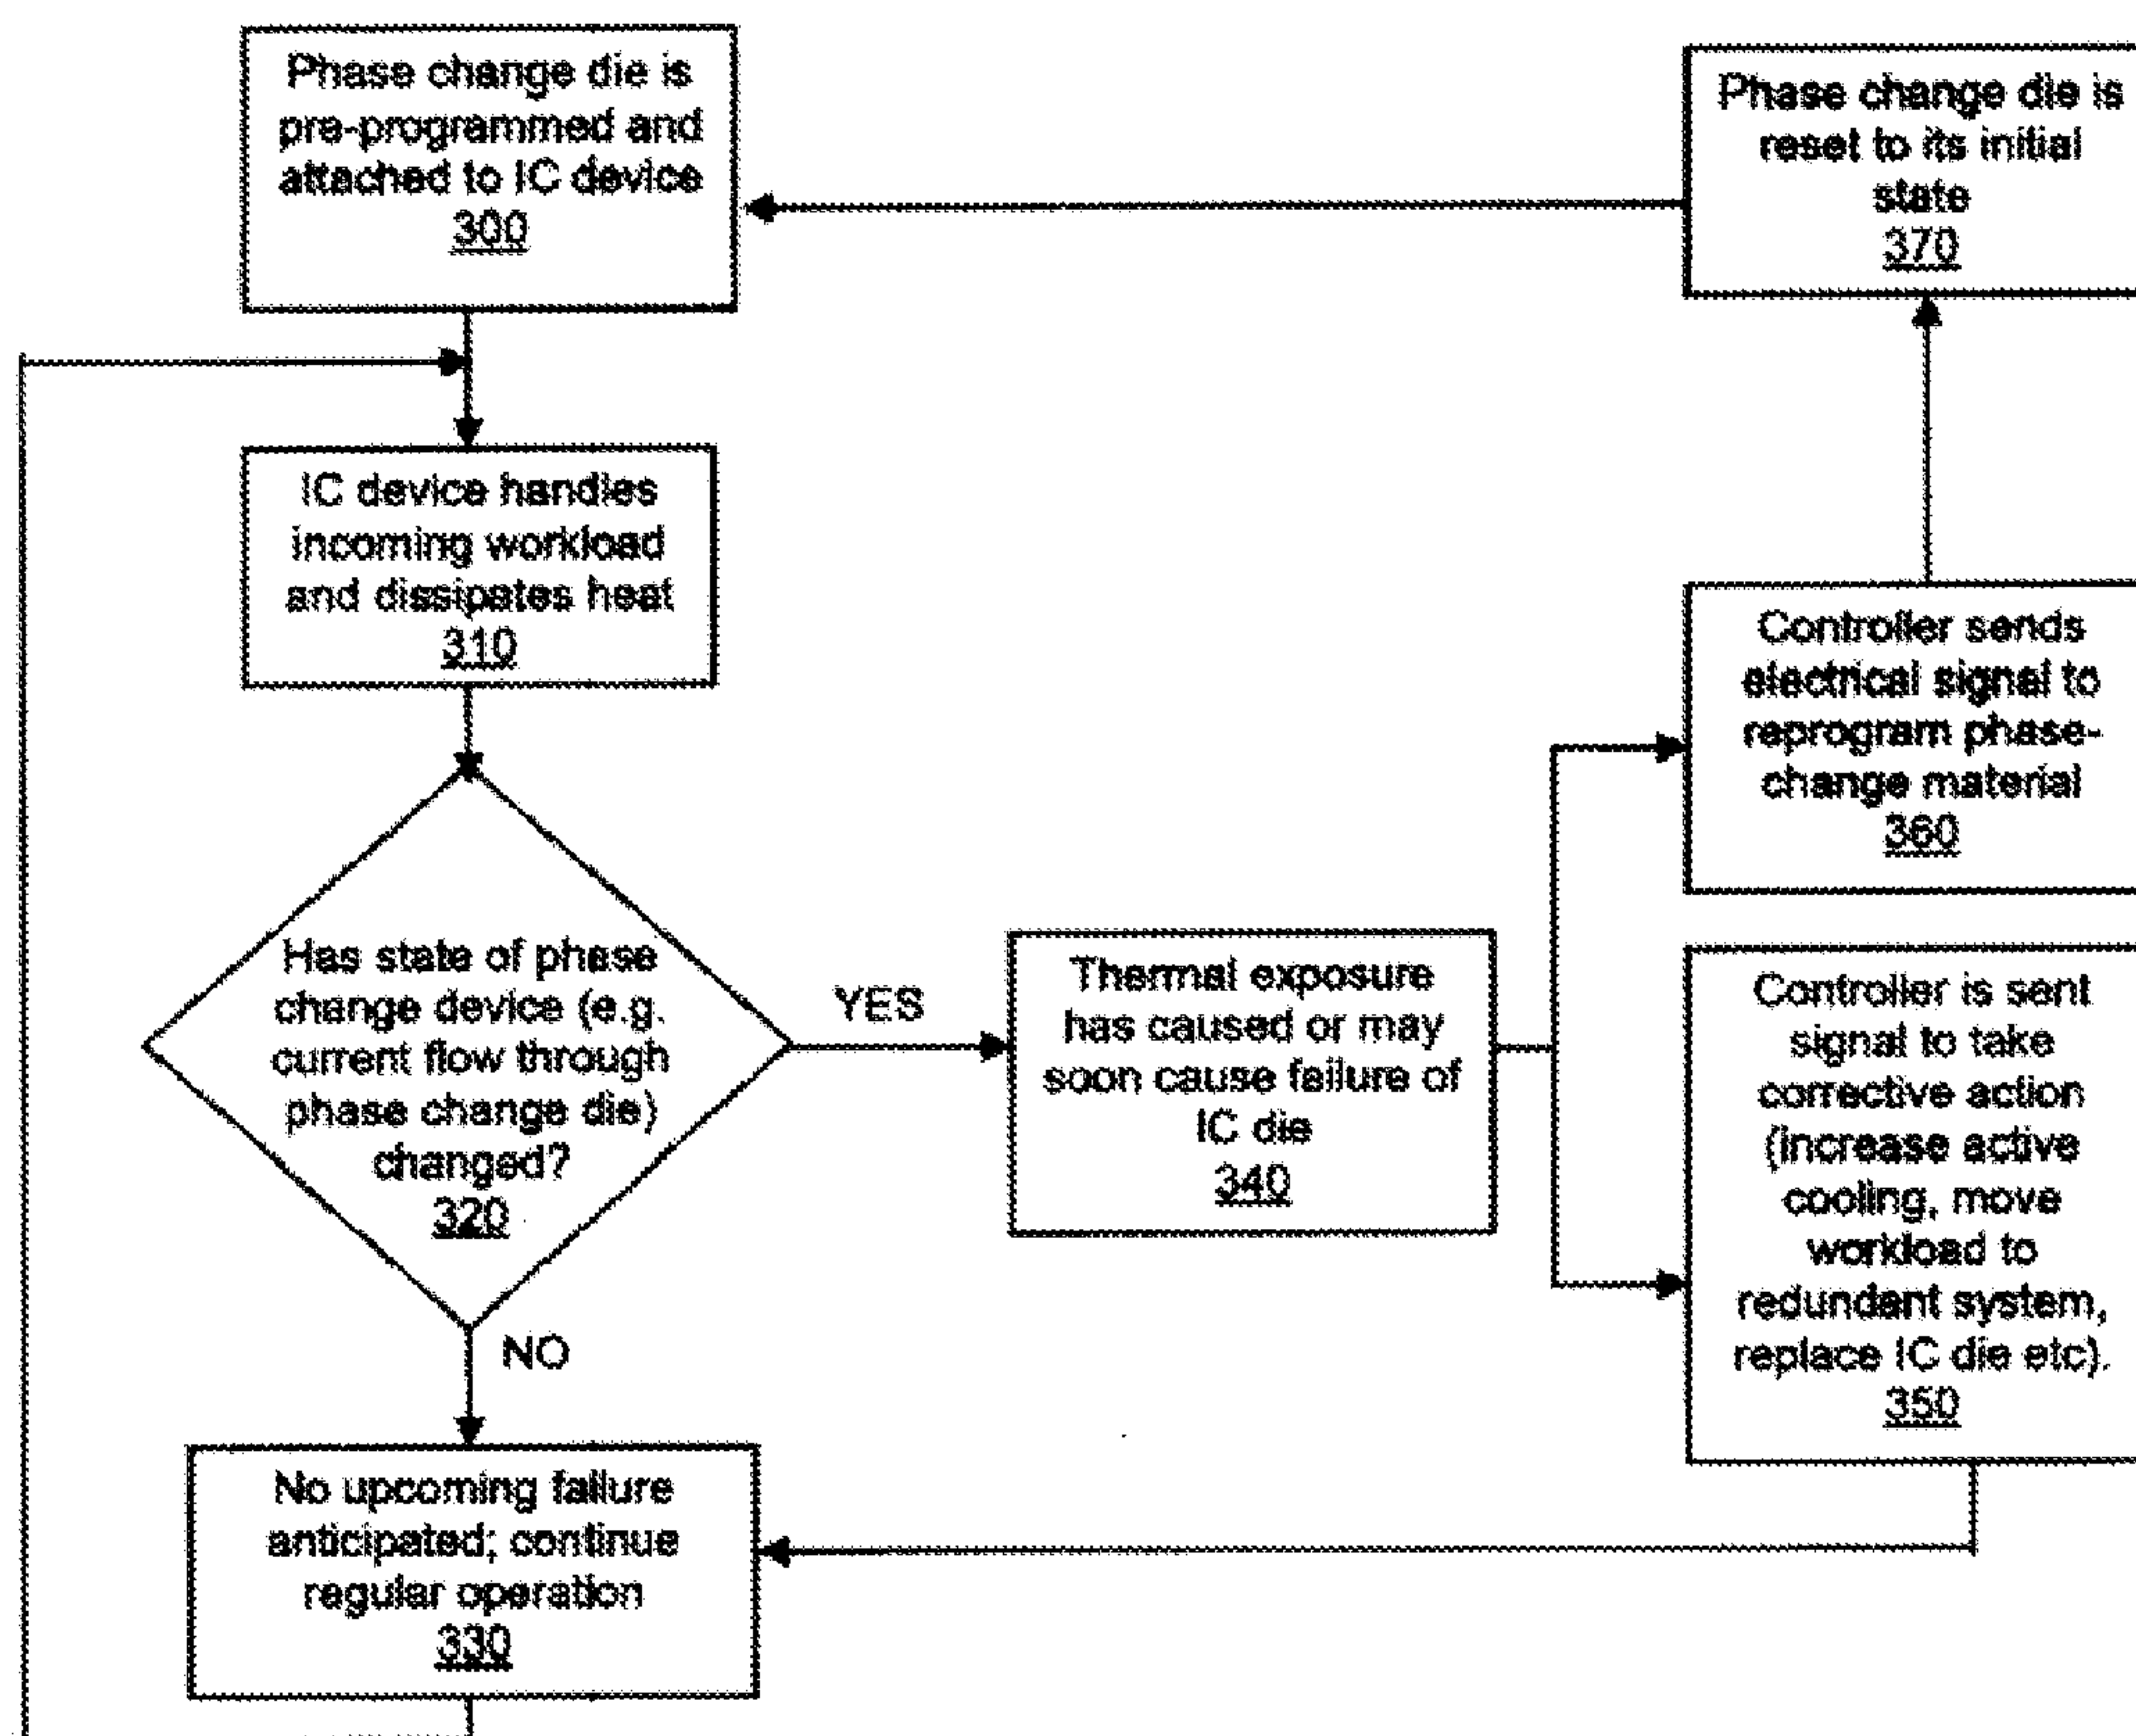 Phase change die is
pre-programmed and
attached to IC device
300
IC device handles
incoming workload
and dissipates heat
310
Has state of phase
change device (e.g.
current flow through
phase change die)
changed?
320
YES
NO
No upcoming failure
anticipated; continue
regular operation
330
Thermal exposure
has caused or may
soon cause failure of
IC die
340
Phase change die is
reset to its initial
state
370
Controller sends
electrical signal to
reprogram phase-
change material
360
Controller is sent
signal to take
corrective action
(increase active
cooling, move
workload to
redundant system,
replace IC die etc).
350